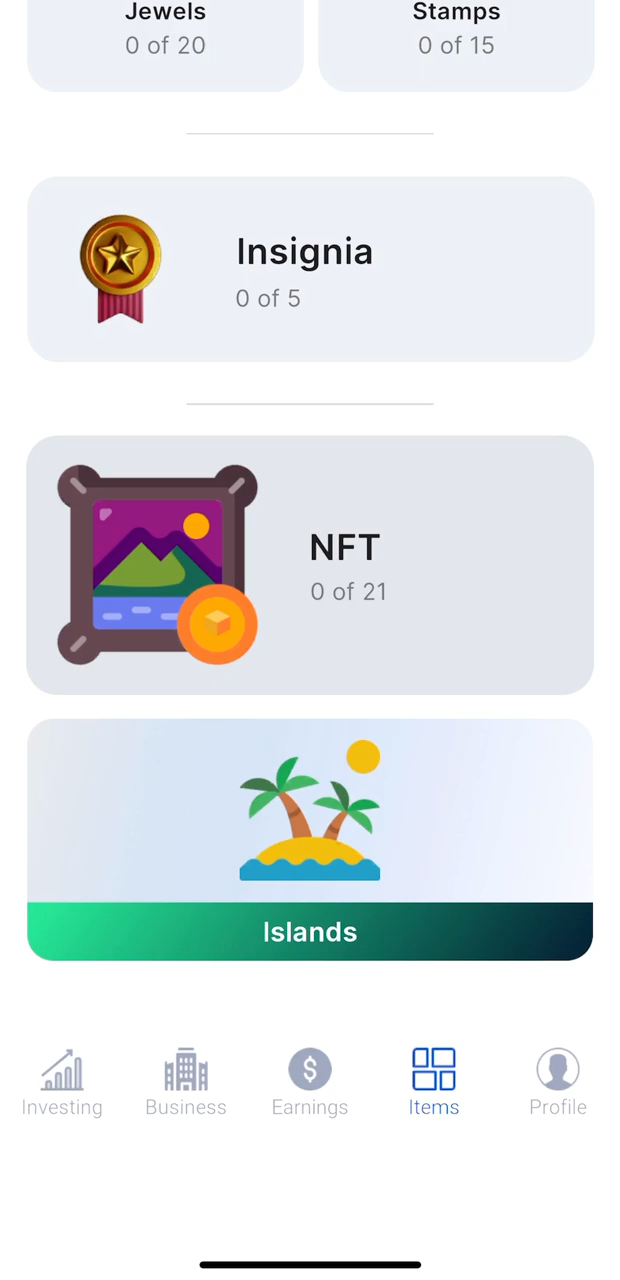 Jewels
0 of 20
Stamps
0 of 15
Insignia
0 of 5
NFT
0 of 21
Islands
Investing
Business
Earnings
Items
Profile